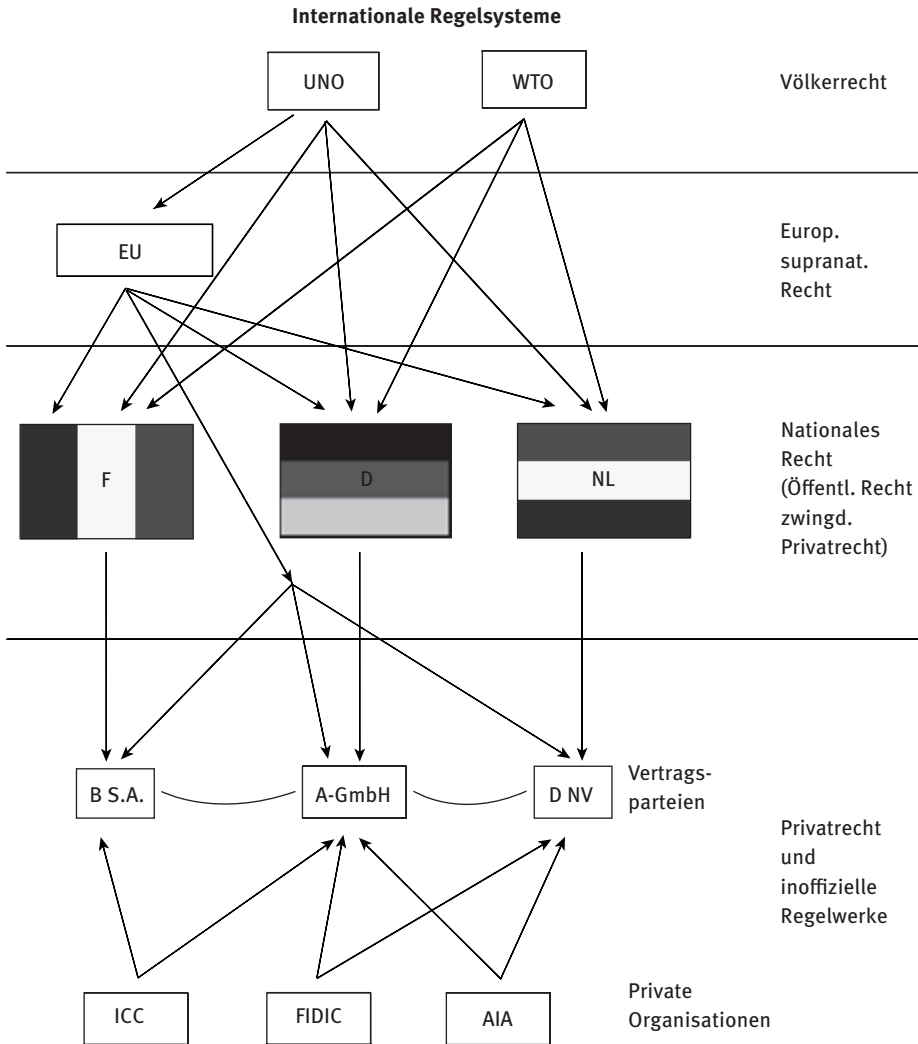 Internationale Regelsysteme
UNO
WTO
Völkerrecht
EU
Europ.
supranat.
Recht
F
D
NL
Nationales
Recht
(Öffentl. Recht
zwingd.
Privatrecht)
B S.A.
A-GmbH
D NV
Vertrags-
parteien
Privatrecht
und
inoffizielle
Regelwerke
ICC
FIDIC
AIA
Private
Organisationen